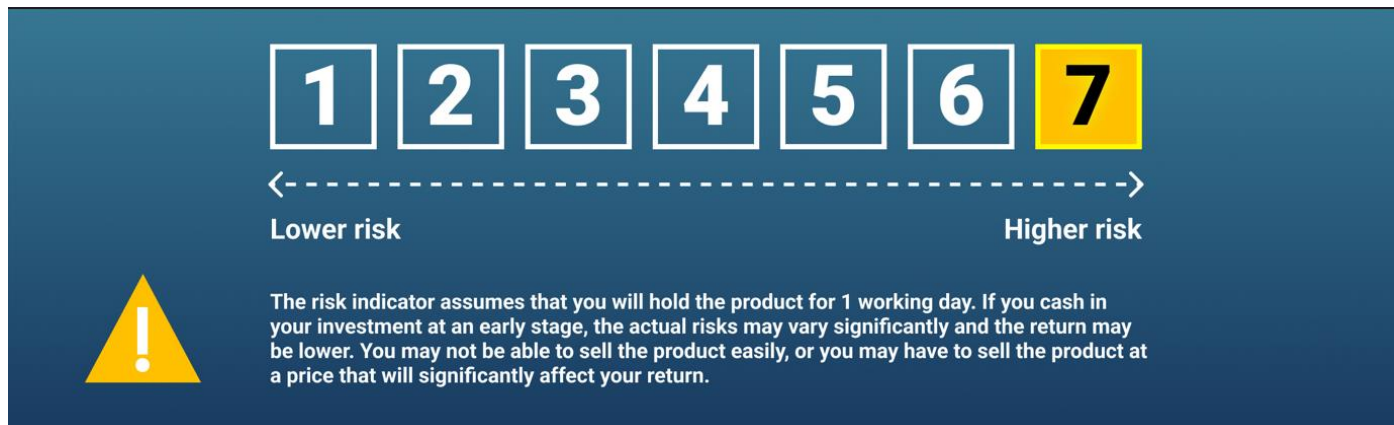 1 2 3 4 5 6 7
Lower risk Higher risk
!
The risk indicator assumes that you will hold the product for 1 working day. If you cash in
your investment at an early stage, the actual risks may vary significantly and the return may
be lower. You may not be able to sell the product easily, or you may have to sell the product at
a price that will significantly affect your return.